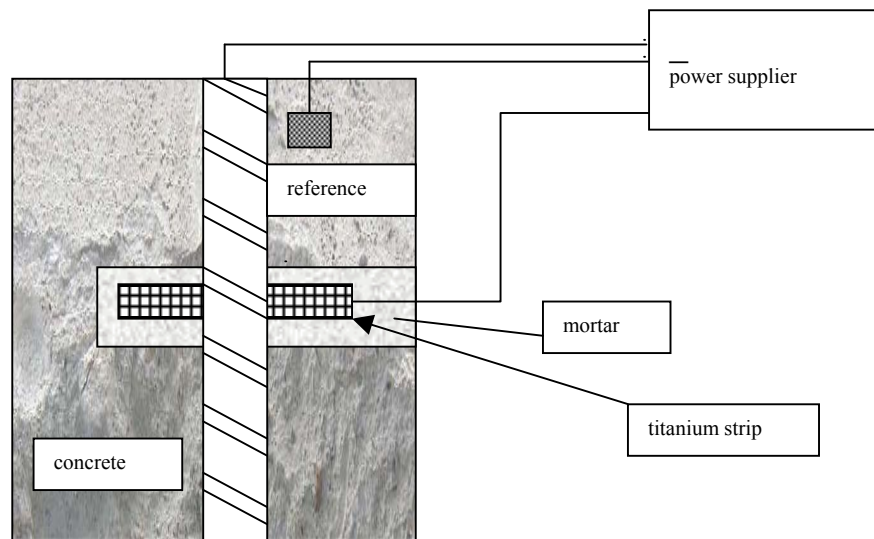 power supplier
reference
mortar
titanium strip
concrete